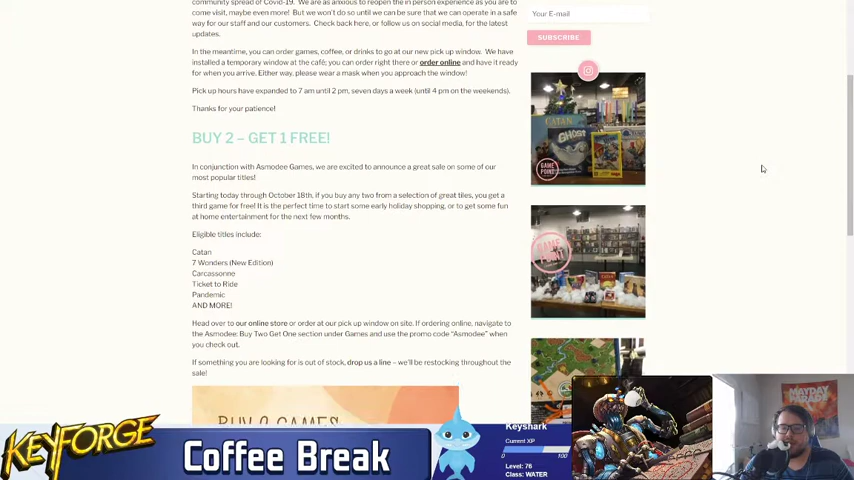 community spread of Covid-19. We are as anxious to reopen the in person experience as you are to
come visit, maybe even more! But we won't do so until we can be sure that we can operate in a safe
way for our staff and our customers. Check back here, or follow us on social media, for the latest
updates.
In the meantime, you can order games, coffee, or drinks to go at our new pick up window. We have
installed a temporary window at the café; you can order right there or order online and have it ready
for when you arrive. Either way, please wear a mask when you approach the window!
Pick up hours have expanded to 7 am until 2 pm, seven days a week (until 4 pm on the weekends).
Thanks for your patience!
BUY 2 – GET 1 FREE!
In conjunction with Asmodee Games, we are excited to announce a great sale on some of our
most popular titles!
Starting today through October 18th, if you buy any two from a selection of great tiles, you get a
third game for free! It is the perfect time to start some early holiday shopping, or to get some fun
at home entertainment for the next few months.
Eligible titles include:
Catan
7 Wonders (New Edition)
Carcassonne
Ticket to Ride
Pandemic
AND MORE!
Head over to our online store or order at our pick up window on site. If ordering online, navigate to
the Asmodee: Buy Two Get One section under Games and use the promo code "Asmodee" when
you check out.
If something you are looking for is out of stock, drop us a line – we'll be restocking throughout the
sale!
BUY 2 GAMES
Your E-mail
SUBSCRIBE
CATAN
GHOST
GAME
POINT
GAME
POINT
KEYFORGE
Coffee Break
Keyshark
Current XP
0 100
Level: 76
Class: WATER
MAYDAY
PARADE